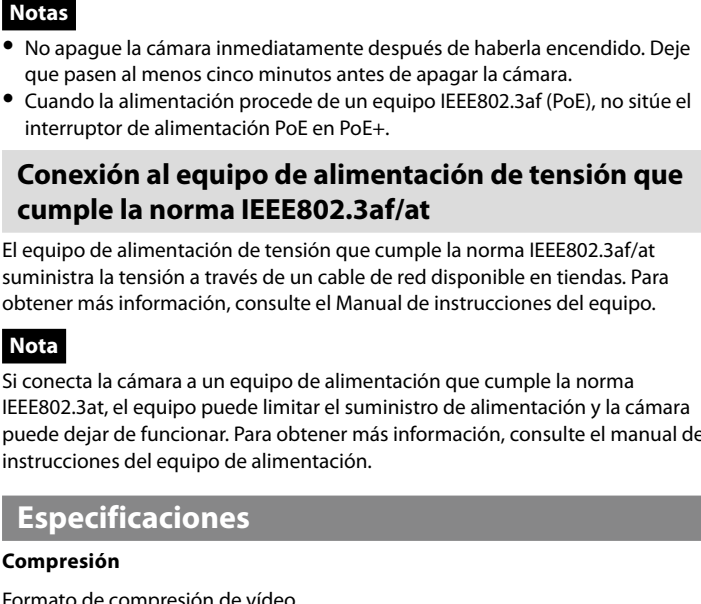 Notas
• No apague la cámara inmediatamente después de haberla encendido. Deje
que pasen al menos cinco minutos antes de apagar la cámara.
• Cuando la alimentación procede de un equipo IEEE802.3af (PoE), no sitúe el
interruptor de alimentación PoE en PoE+.
Conexión al equipo de alimentación de tensión que
cumple la norma IEEE802.3af/at
El equipo de alimentación de tensión que cumple la norma IEEE802.3af/at
suministra la tensión a través de un cable de red disponible en tiendas. Para
obtener más información, consulte el Manual de instrucciones del equipo.
Nota
Si conecta la cámara a un equipo de alimentación que cumple la norma
IEEE802.3at, el equipo puede limitar el suministro de alimentación y la cámara
puede dejar de funcionar. Para obtener más información, consulte el manual de
instrucciones del equipo de alimentación.
Especificaciones
Compresión
Formato de compresión de vídeo